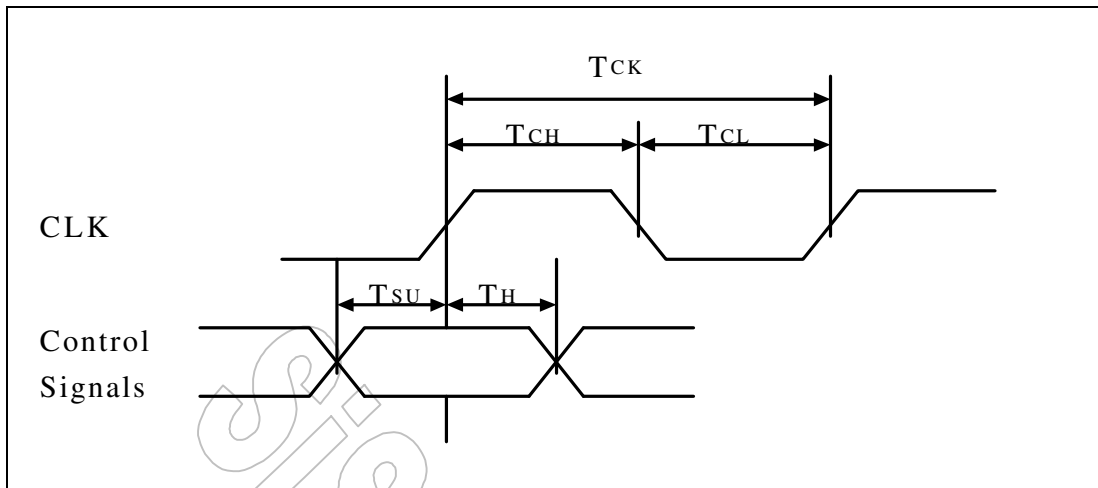 TCK
TCH TCL
CLK
TSU TH
Control
Signals